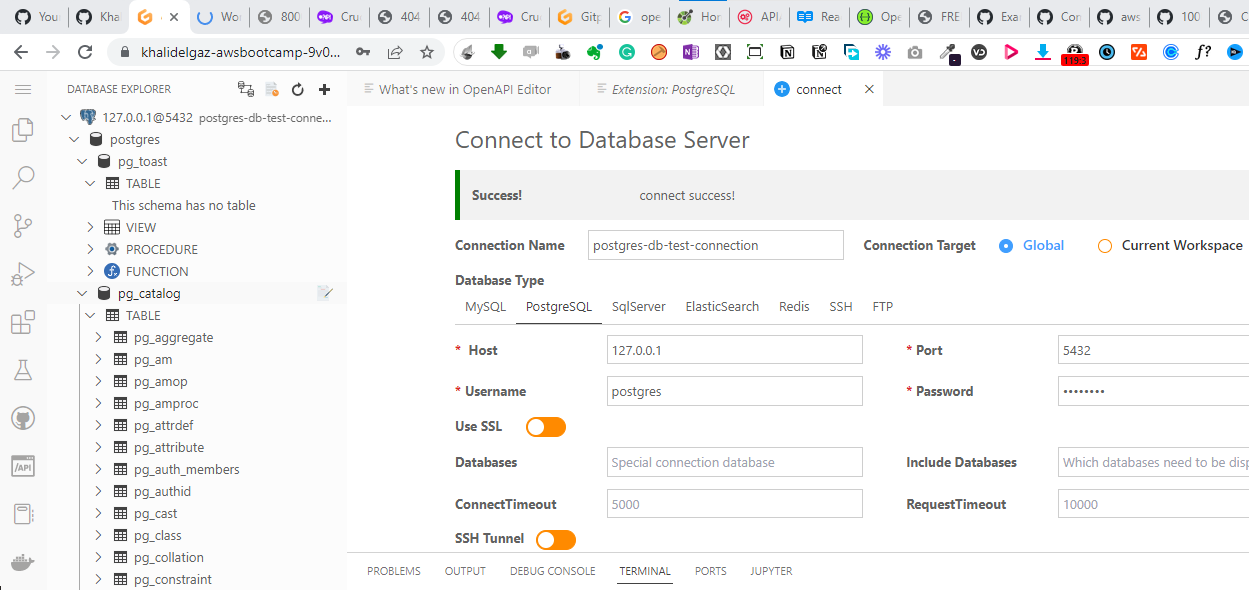 You
Kha
Wor
800
Cru
404
404
Cru
Gitp
ope
Hor
API
Rea
Ope
FRE
Exa
Con
aws
100
C
khalidelgaz-awsbootcamp-9v0...
119.3
f?
DATABASE EXPLORER
127.0.0.1@5432 postgres-db-test-conne...
postgres
pg_toast
TABLE
This schema has no table
VIEW
PROCEDURE
FUNCTION
pg_catalog
TABLE
pg_aggregate
pg_am
pg_amop
pg_amproc
pg_attrdef
pg_attribute
pg_auth_members
pg_authid
pg_cast
pg_class
pg_collation
pg_constraint
What's new in OpenAPI Editor
Extension: PostgreSQL
connect
Connect to Database Server
Success! connect success!
Connection Name postgres-db-test-connection Connection Target Global Current Workspace
Database Type
MySQL PostgreSQL SqlServer ElasticSearch Redis SSH FTP
* Host 127.0.0.1 * Port 5432
* Username postgres * Password ••••••••
Use SSL
Databases Special connection database Include Databases Which databases need to be disp
ConnectTimeout 5000 RequestTimeout 10000
SSH Tunnel
PROBLEMS OUTPUT DEBUG CONSOLE TERMINAL PORTS JUPYTER